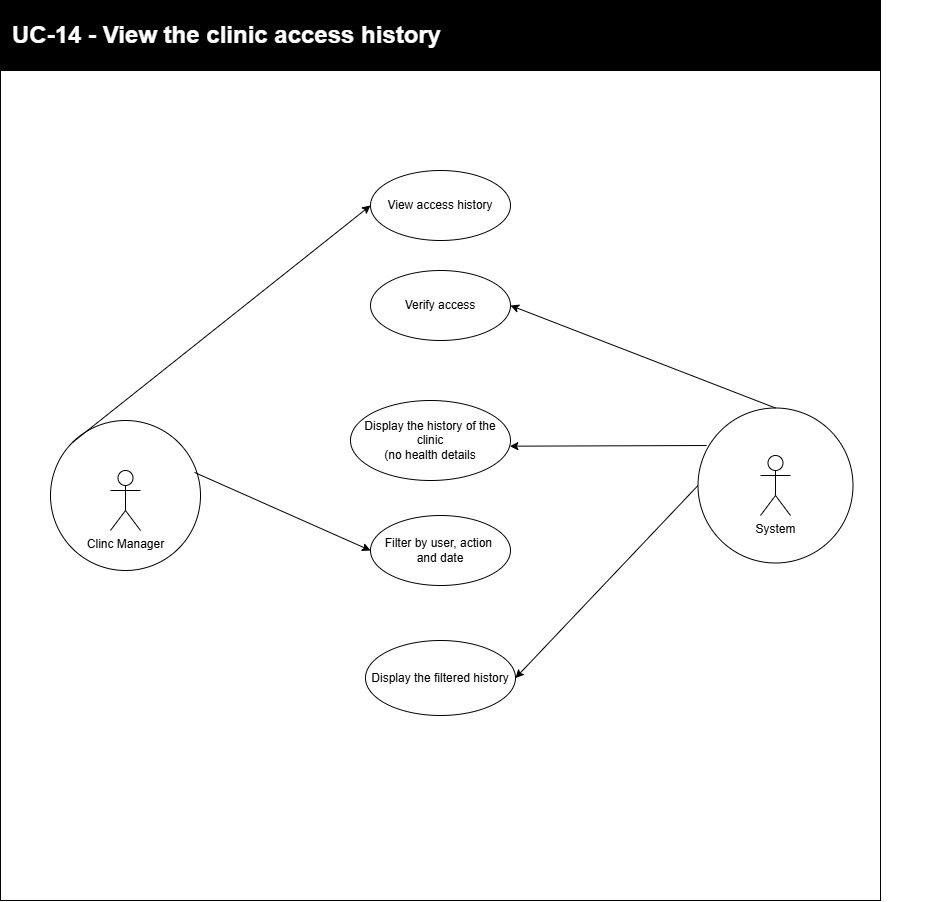 UC-14 - View the clinic access history
View access history
Verify access
Display the history of the
clinic
(no health details
Clinc Manager
System
Filter by user, action
and date
Display the filtered history